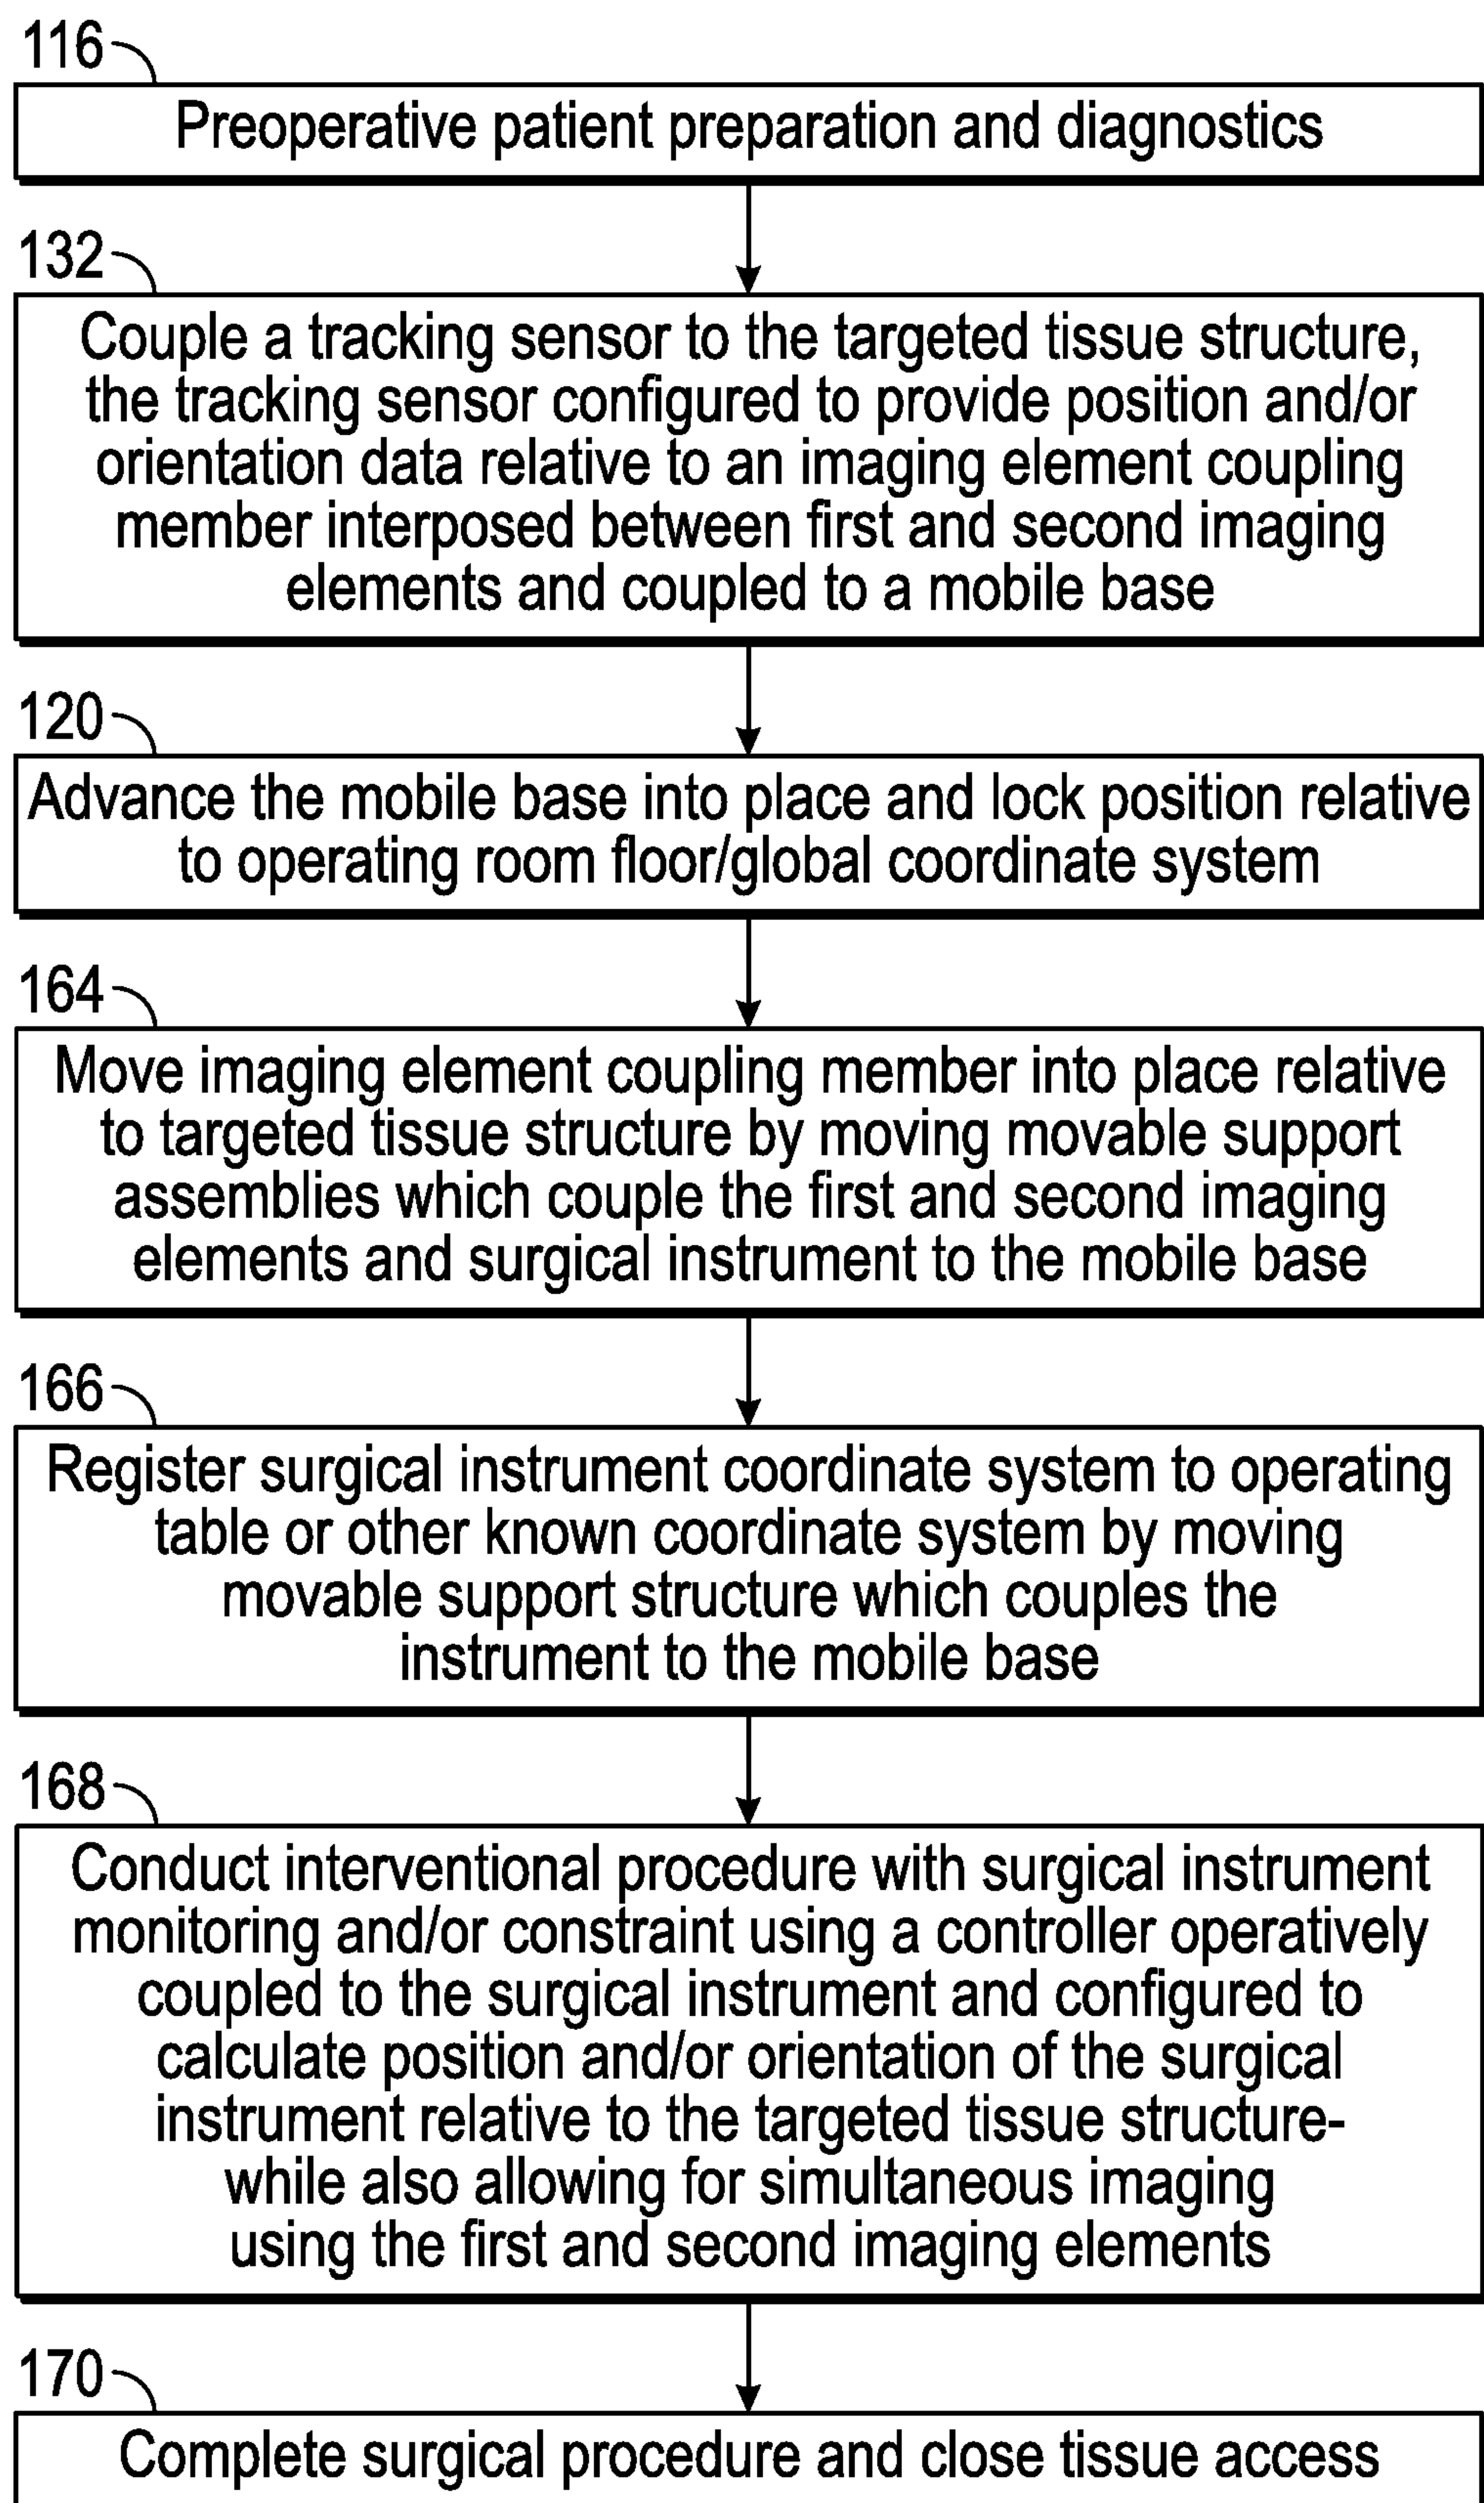 116
Preoperative patient preparation and diagnostics
132
Couple a tracking sensor to the targeted tissue structure,
the tracking sensor configured to provide position and/or
orientation data relative to an imaging element coupling
member interposed between first and second imaging
elements and coupled to a mobile base
120
Advance the mobile base into place and lock position relative
to operating room floor/global coordinate system
164
Move imaging element coupling member into place relative
to targeted tissue structure by moving movable support
assemblies which couple the first and second imaging
elements and surgical instrument to the mobile base
166
Register surgical instrument coordinate system to operating
table or other known coordinate system by moving
movable support structure which couples the
instrument to the mobile base
168
Conduct interventional procedure with surgical instrument
monitoring and/or constraint using a controller operatively
coupled to the surgical instrument and configured to
calculate position and/or orientation of the surgical
instrument relative to the targeted tissue structure-
while also allowing for simultaneous imaging
using the first and second imaging elements
170
Complete surgical procedure and close tissue access